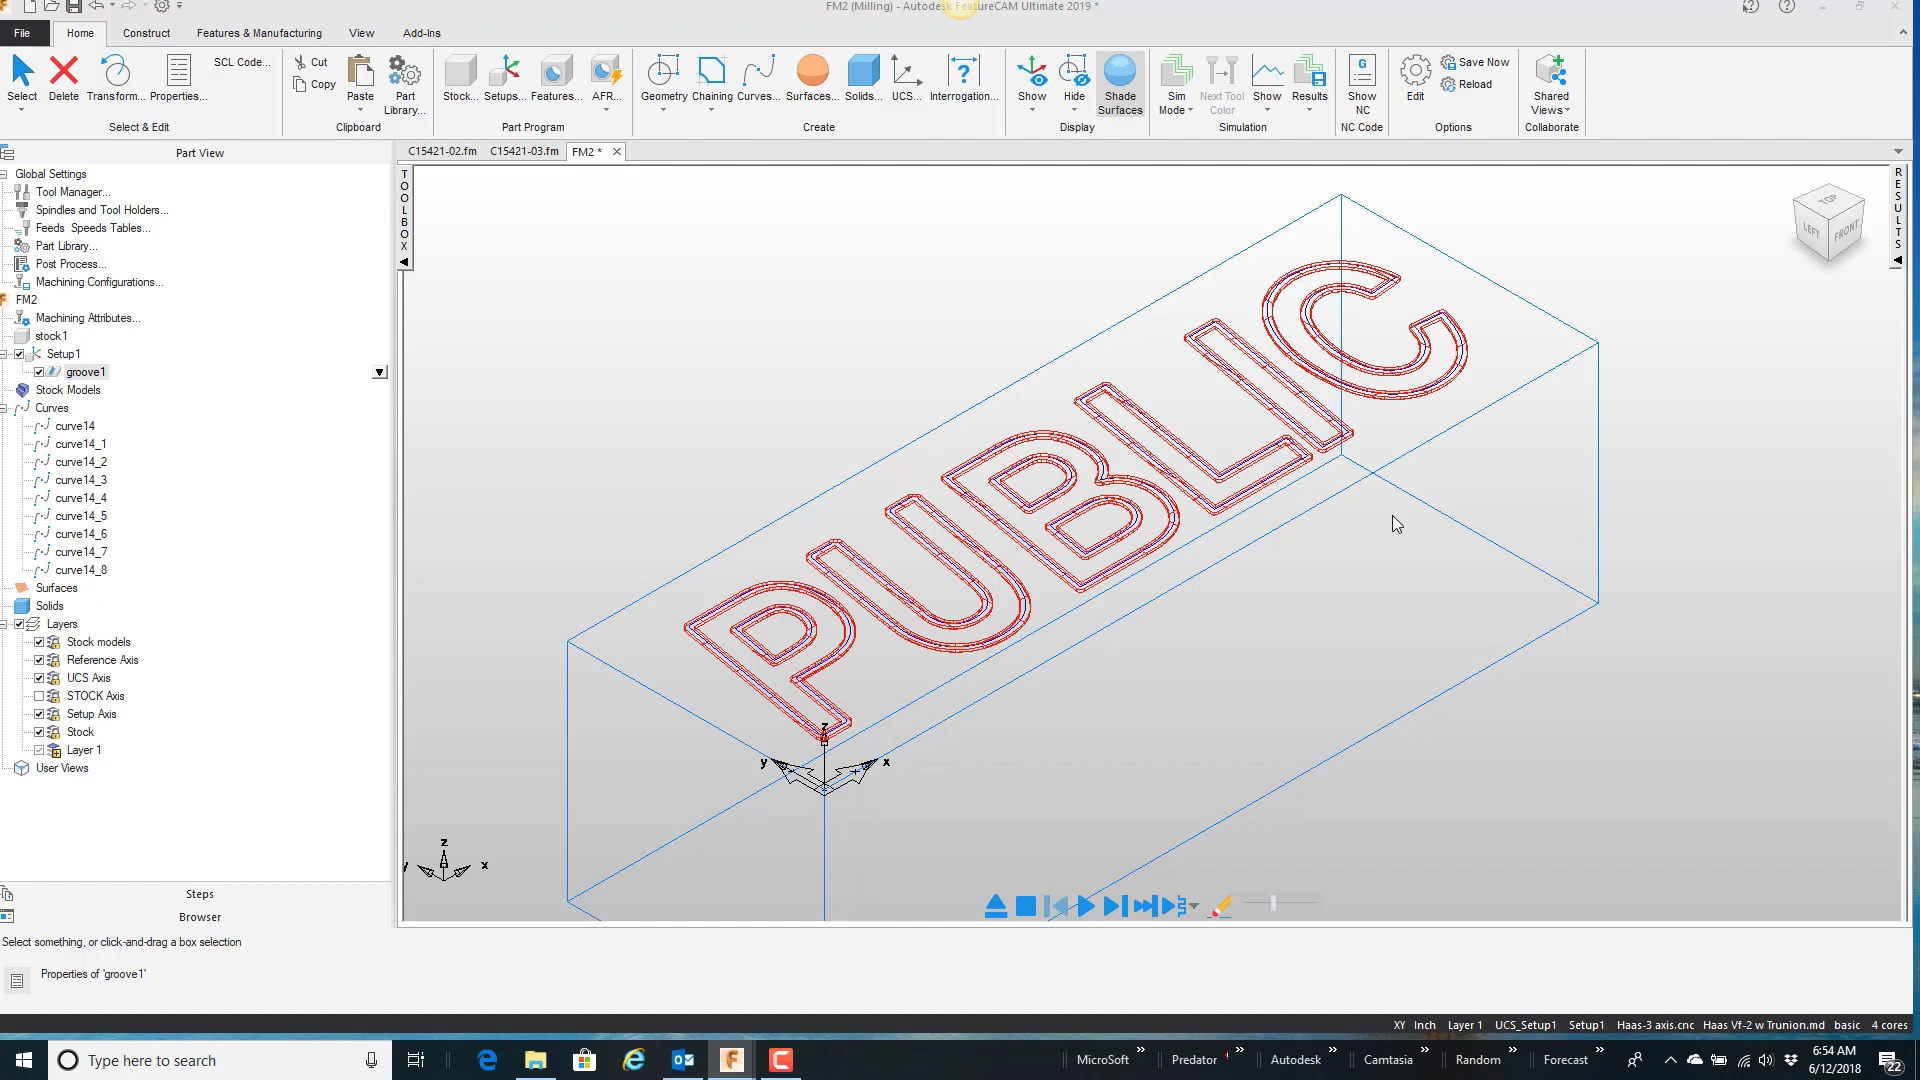 FM2 (Milling) - Autodesk FeatureCAM Ultimate 2019 *
File Home Construct Features & Manufacturing View Add-Ins
Select Delete Transform... Properties... SCL Code...
Select & Edit
Cut
Copy
Paste
Part Library...
Clipboard
Stock... Setups... Features... AFR...
Part Program
Geometry Chaining Curves... Surfaces... Solids... UCS... Interrogation...
Create
Show Hide Shade Surfaces
Display
Sim Mode Next Tool Color Show Results
Simulation
Show NC
NC Code
Edit Save Now
Reload
Options
Shared Views
Collaborate
Part View
C15421-02.fm C15421-03.fm FM2 *
Global Settings
Tool Manager...
Spindles and Tool Holders...
Feeds Speeds Tables...
Part Library...
Post Process...
Machining Configurations...
FM2
Machining Attributes...
stock1
Setup1
groove1
Stock Models
Curves
curve14
curve14_1
curve14_2
curve14_3
curve14_4
curve14_5
curve14_6
curve14_7
curve14_8
Surfaces
Solids
Layers
Stock models
Reference Axis
UCS Axis
STOCK Axis
Setup Axis
Stock
Layer 1
User Views
TOOLBOX
RESULTS
TOP
LEFT FRONT
PUBLIC
z
y x
z
y x
Steps
Browser
Select something, or click-and-drag a box selection
Properties of 'groove1'
XY Inch Layer 1 UCS_Setup1 Setup1 Haas-3 axis.cnc Haas Vf-2 w Trunion.md basic 4 cores
Type here to search
MicroSoft Predator Autodesk Camtasia Random Forecast
6:54 AM
6/12/2018
22